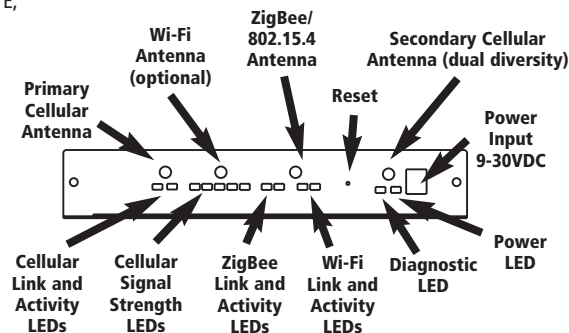 E,
ZigBee/
802.15.4
Antenna
Wi-Fi
Antenna
(optional)
Secondary Cellular
Antenna (dual diversity)
Primary
Cellular
Antenna
Reset
Power
Input
9-30VDC
Cellular
Link and
Activity
LEDs
Cellular
Signal
Strength
LEDs
ZigBee
Link and
Activity
LEDs
Wi-Fi
Link and
Activity
LEDs
Diagnostic
LED
Power
LED